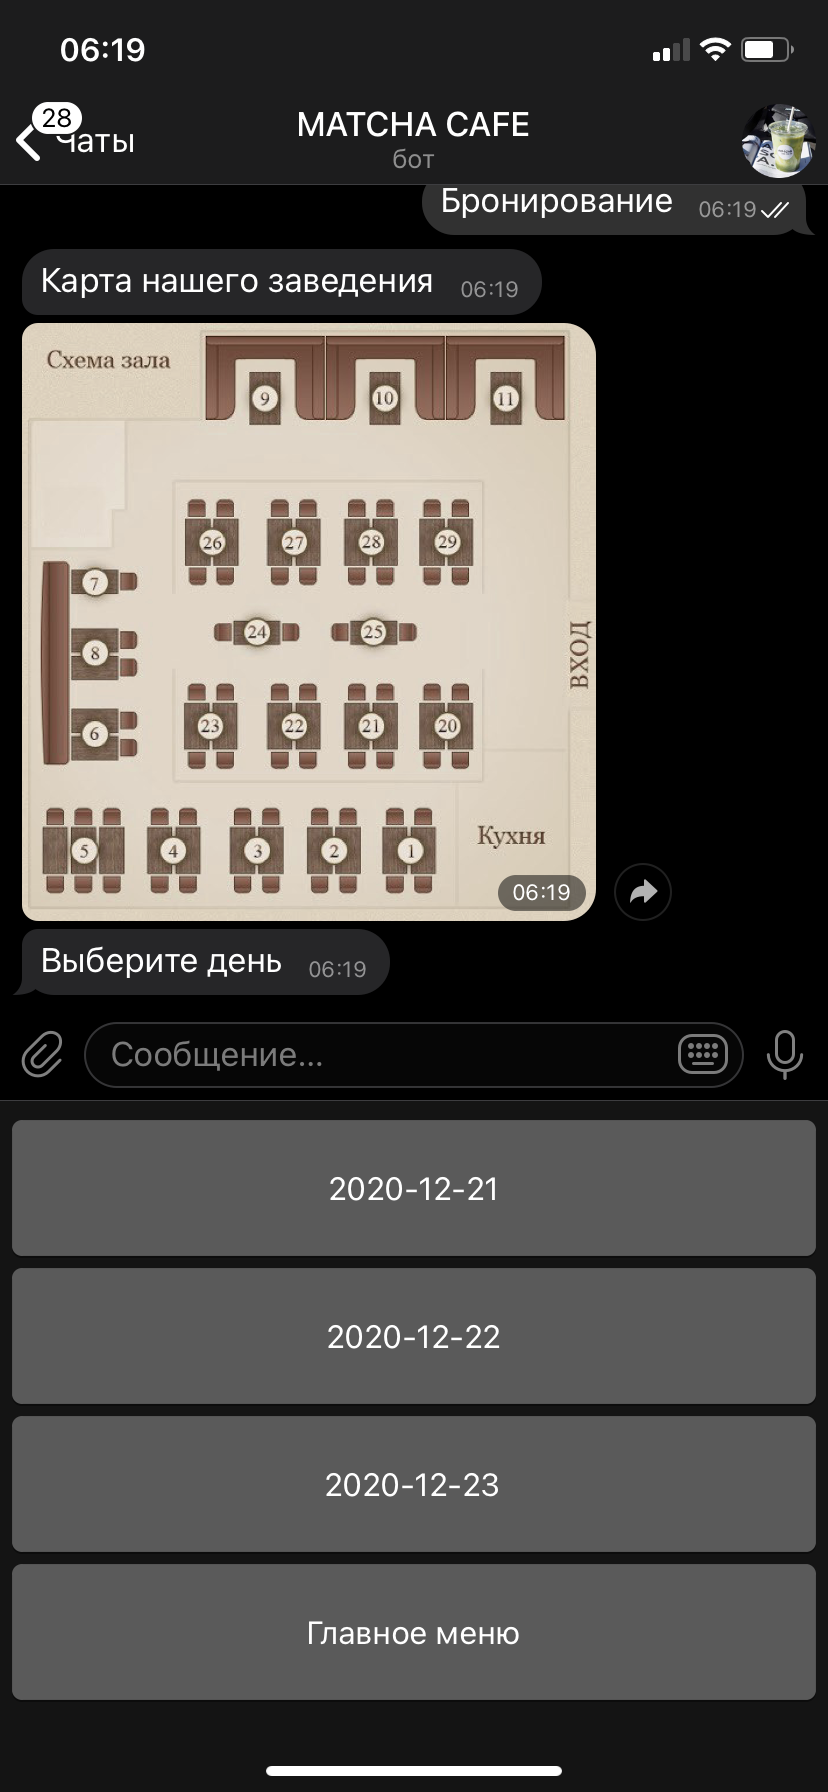 06:19
28
Чаты
MATCHA CAFE
бот
Бронирование 06:19
Карта нашего заведения 06:19
Схема зала
9 10 11
26 27 28 29
7
24 25
8
ВХОД
23 22 21 20
6
Кухня
5 4 3 2 1
06:19
Выберите день 06:19
Сообщение...
2020-12-21
2020-12-22
2020-12-23
Главное меню